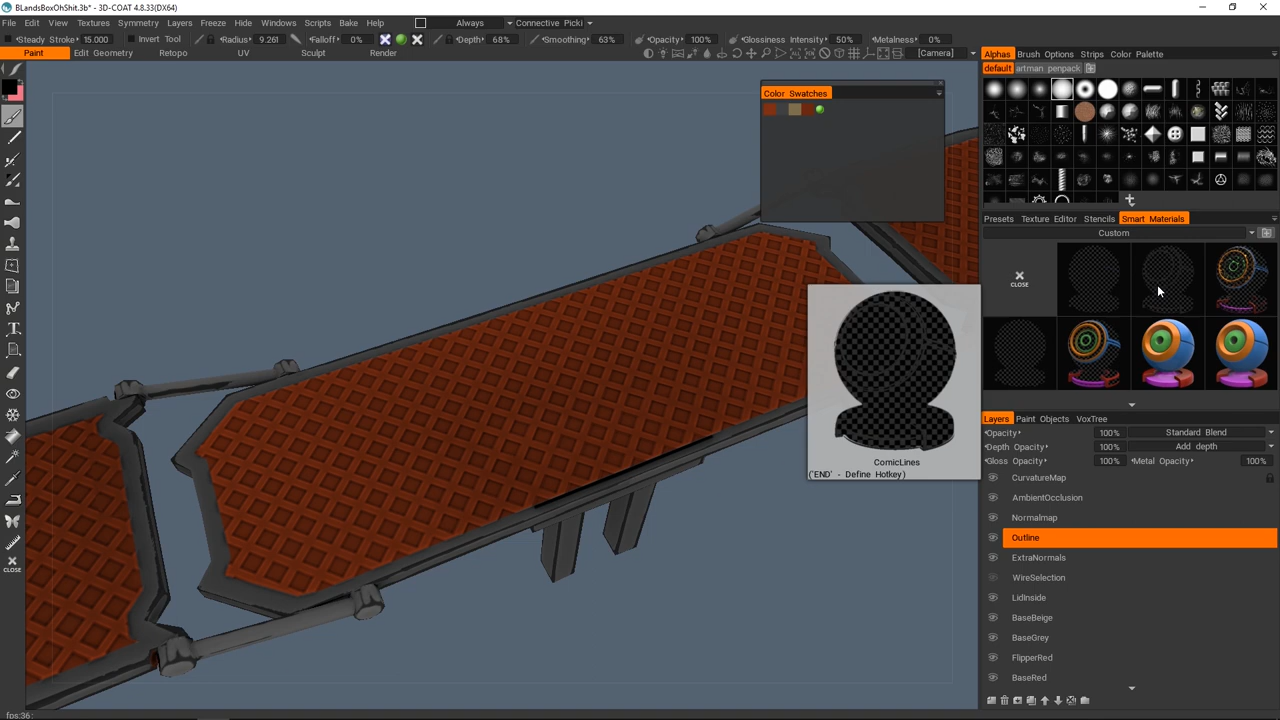 BLandsBoxOhShit.3b* - 3D-COAT 4.8.33(DX64)
File Edit View Textures Symmetry Layers Freeze Hide Windows Scripts Bake Help Always Connective Picki
Steady Stroke 15.000 Invert Tool Radius 9.261 Falloff 0% Depth 68% Smoothing 63% Opacity 100% Glossiness Intensity 50% Metalness 0%
Paint Edit Geometry Retopo UV Sculpt Render [Camera]
Alphas Brush Options Strips Color Palette
default artman penpack
Color Swatches
Presets Texture Editor Stencils Smart Materials
Custom
CLOSE
ComicLines
('END' - Define Hotkey)
Layers Paint Objects VoxTree
Opacity 100% Standard Blend
Depth Opacity 100% Add depth
Gloss Opacity 100% Metal Opacity 100%
CurvatureMap
AmbientOcclusion
Normalmap
Outline
ExtraNormals
WireSelection
LidInside
BaseBeige
BaseGrey
FlipperRed
BaseRed
CLOSE
fps:36